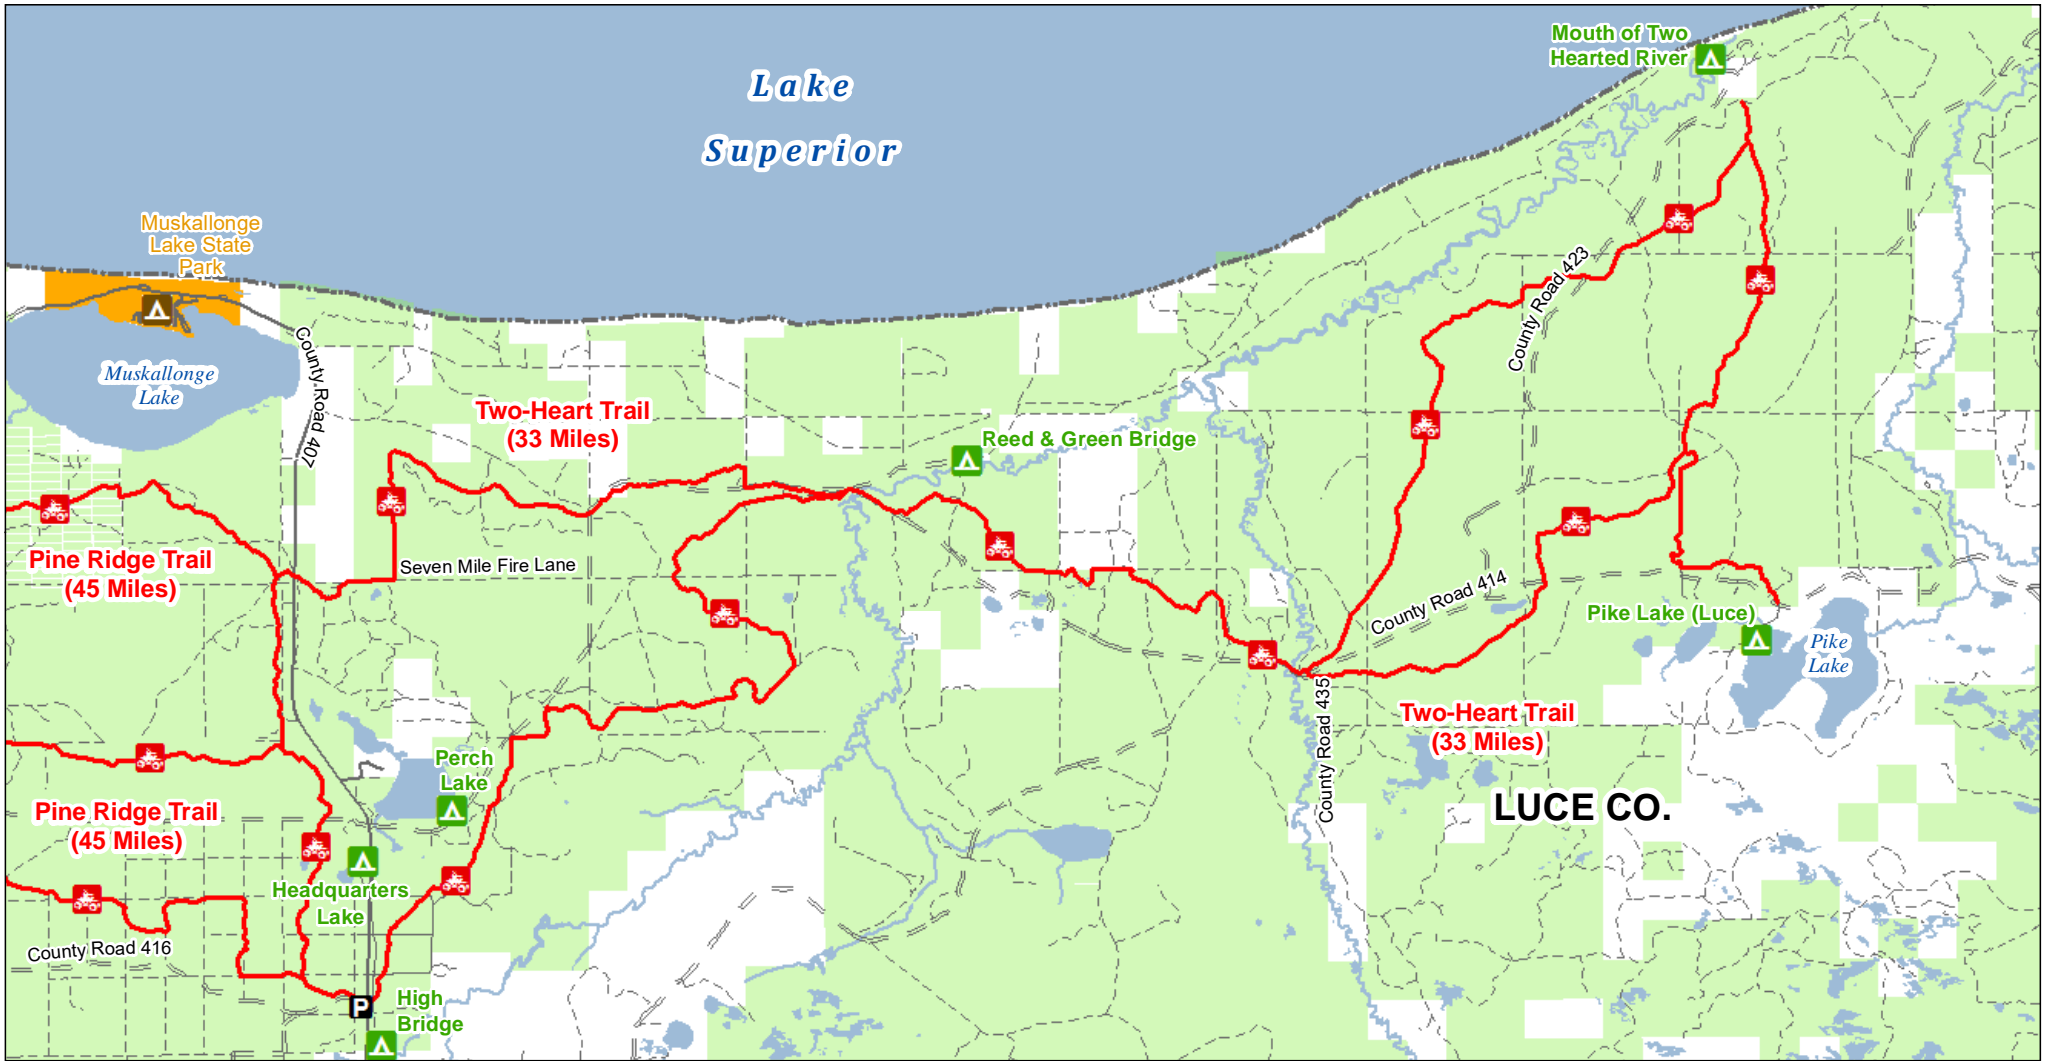 Mouth of Two
Hearted River
Lake
Superior
Muskallonge
Lake State
Park
County Road 423
County Road 407
Muskallonge
Lake
Two-Heart Trail
(33 Miles)
Reed & Green Bridge
Pine Ridge Trail
(45 Miles)
Seven Mile Fire Lane
County Road 414
Pike Lake (Luce)
Pike
Lake
County Road 435
Two-Heart Trail
(33 Miles)
Perch
Lake
LUCE CO.
Pine Ridge Trail
(45 Miles)
Headquarters
Lake
County Road 416
P
High
Bridge